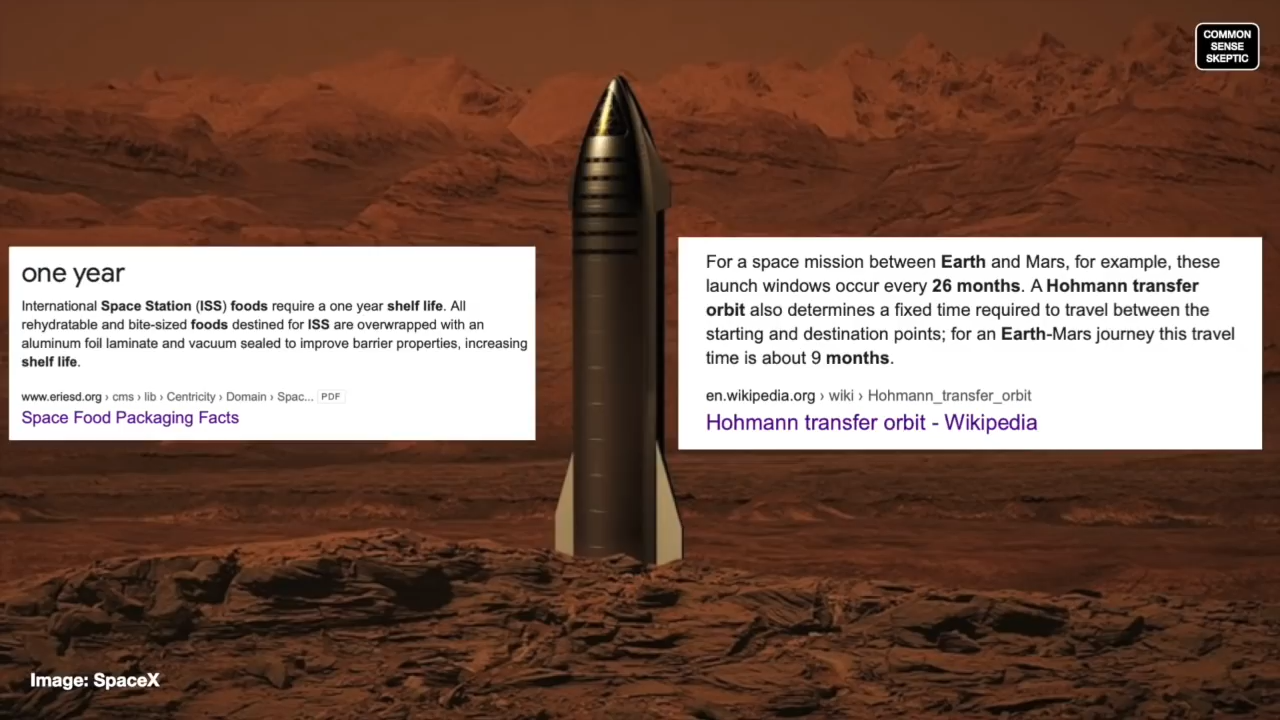 COMMON
SENSE
SKEPTIC
one year
International Space Station (ISS) foods require a one year shelf life. All
rehydratable and bite-sized foods destined for ISS are overwrapped with an
aluminum foil laminate and vacuum sealed to improve barrier properties, increasing
shelf life.
www.eriesd.org › cms › lib › Centricity › Domain › Spac... PDF
Space Food Packaging Facts
For a space mission between Earth and Mars, for example, these
launch windows occur every 26 months. A Hohmann transfer
orbit also determines a fixed time required to travel between the
starting and destination points; for an Earth-Mars journey this travel
time is about 9 months.
en.wikipedia.org › wiki › Hohmann_transfer_orbit
Hohmann transfer orbit - Wikipedia
Image: SpaceX